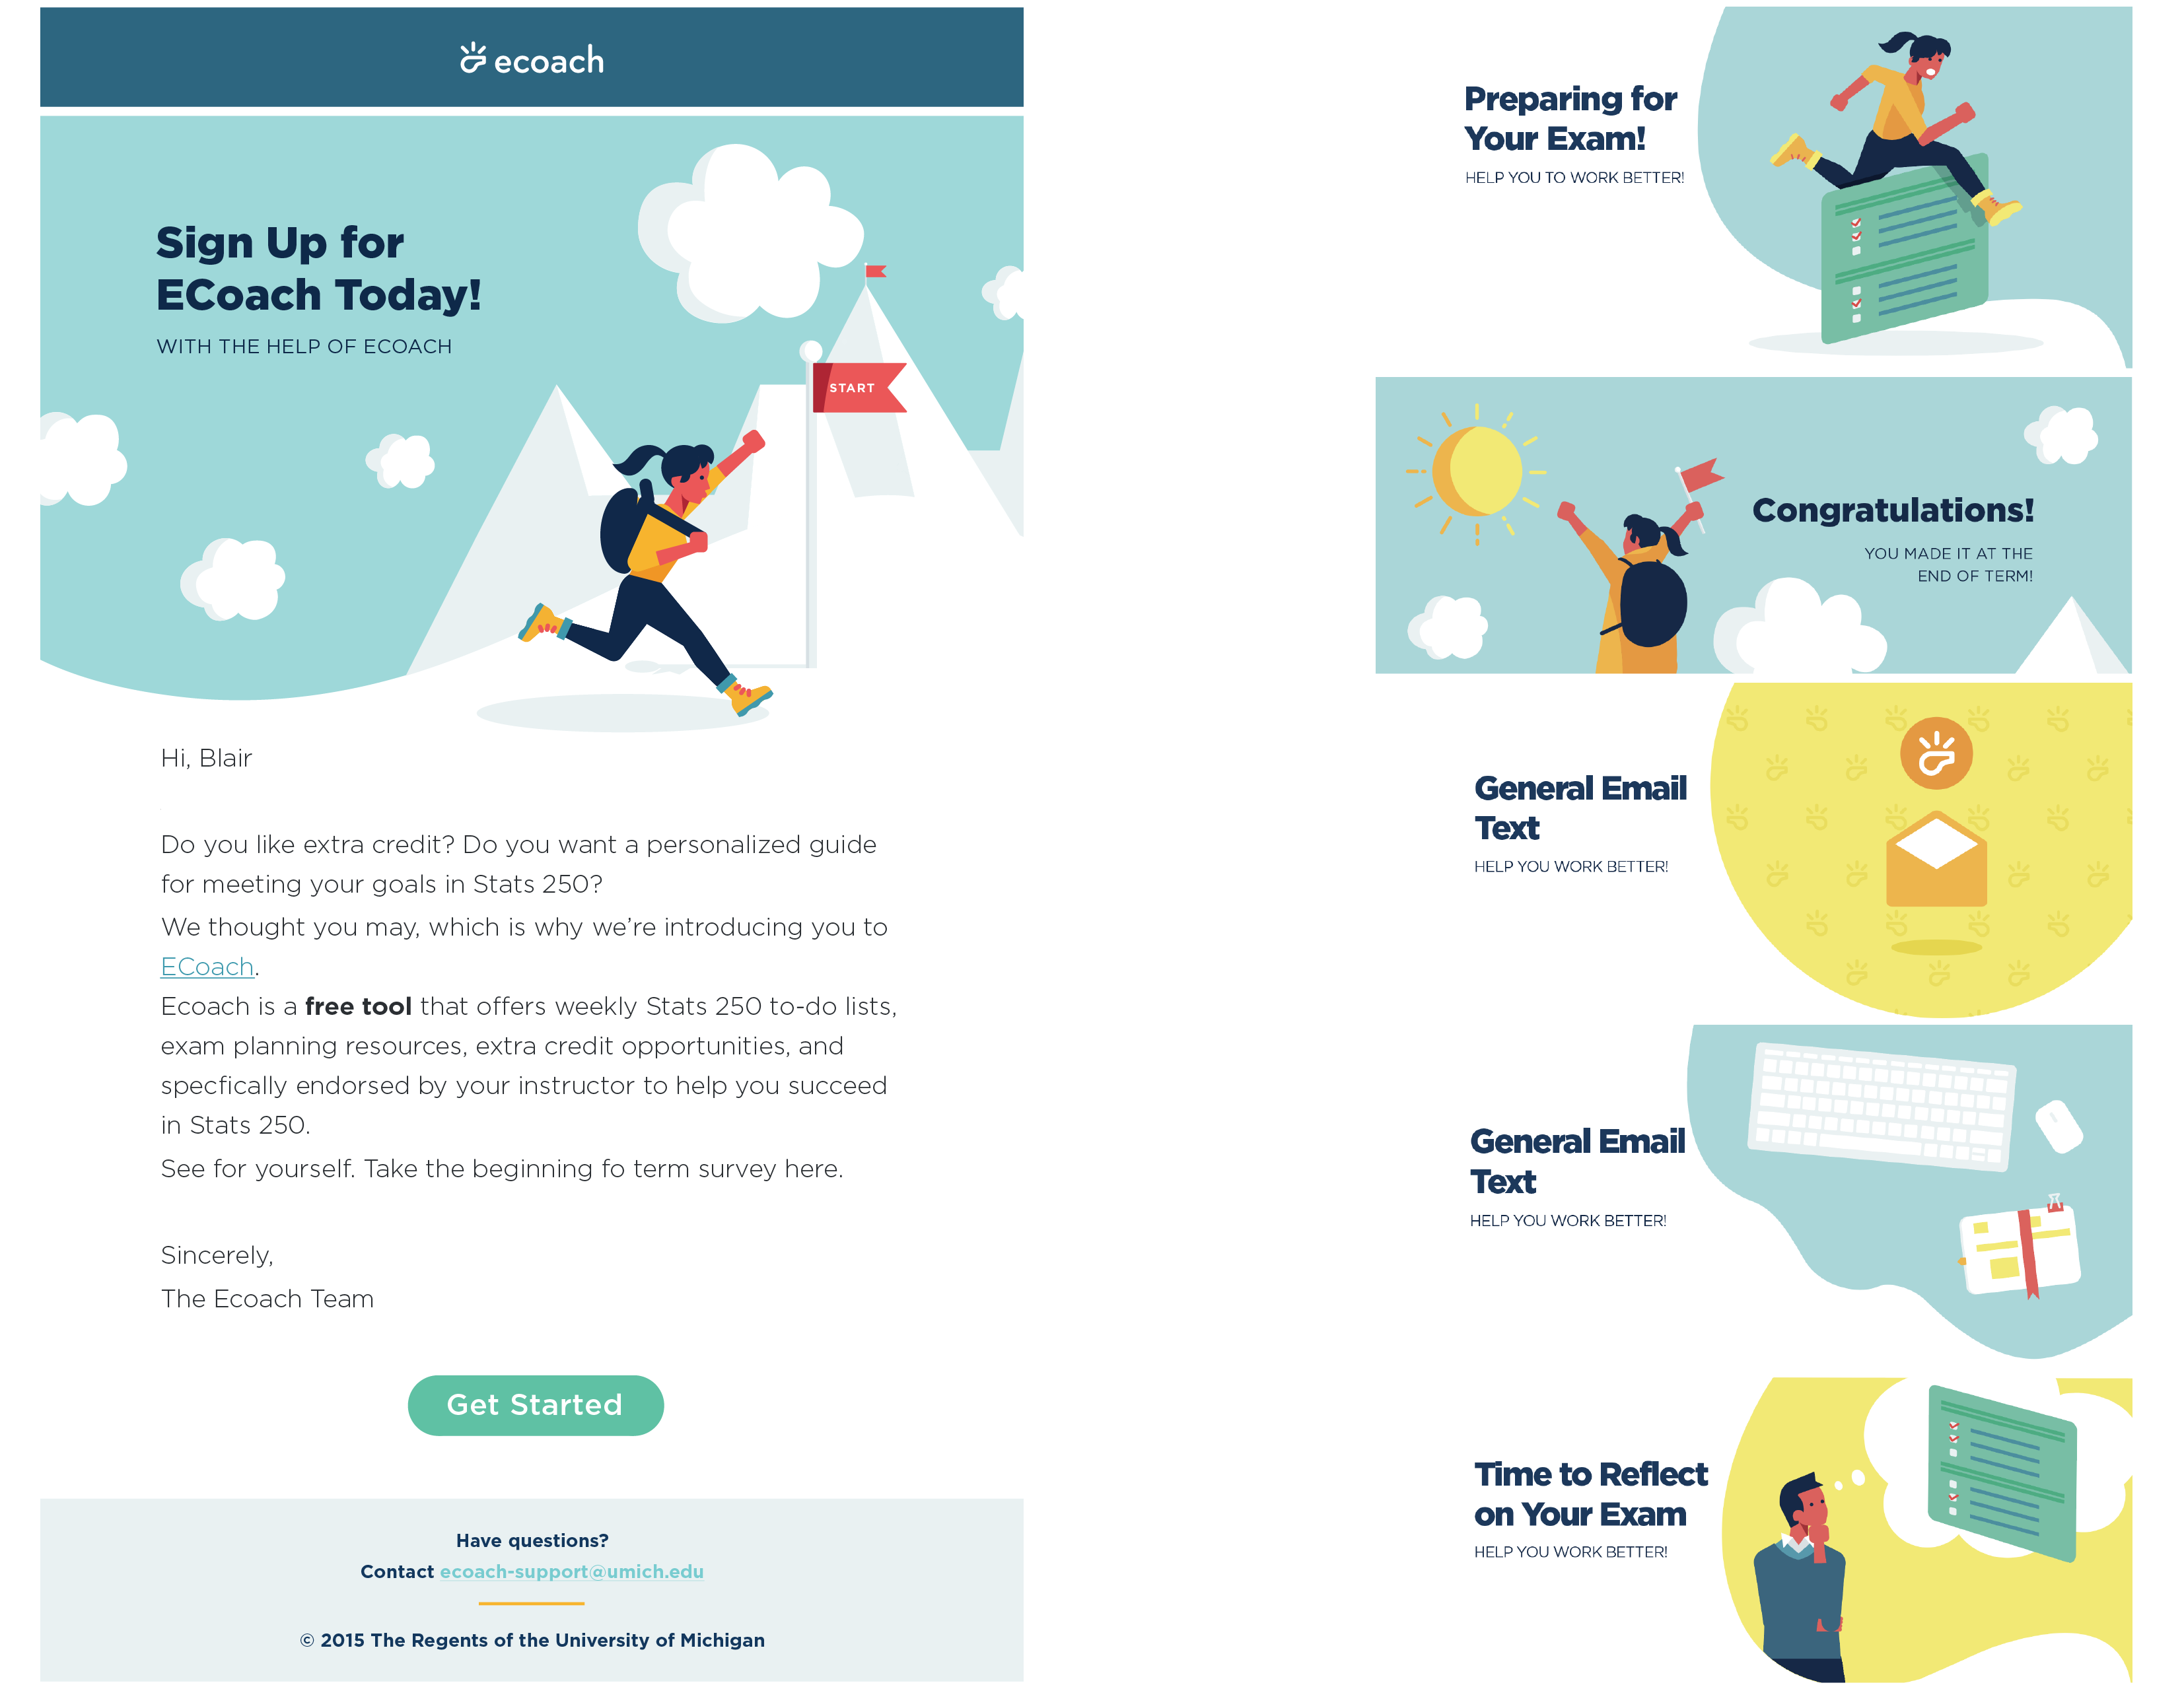 ecoach
Sign Up for
ECoach Today!
WITH THE HELP OF ECOACH
START
Hi, Blair
Do you like extra credit? Do you want a personalized guide
for meeting your goals in Stats 250?
We thought you may, which is why we’re introducing you to
ECoach.
Ecoach is a free tool that offers weekly Stats 250 to-do lists,
exam planning resources, extra credit opportunities, and
specfically endorsed by your instructor to help you succeed
in Stats 250.
See for yourself. Take the beginning fo term survey here.
Sincerely,
The Ecoach Team
Get Started
Have questions?
Contact ecoach-support@umich.edu
© 2015 The Regents of the University of Michigan
Preparing for
Your Exam!
HELP YOU TO WORK BETTER!
Congratulations!
YOU MADE IT AT THE
END OF TERM!
General Email
Text
HELP YOU WORK BETTER!
General Email
Text
HELP YOU WORK BETTER!
Time to Reflect
on Your Exam
HELP YOU WORK BETTER!